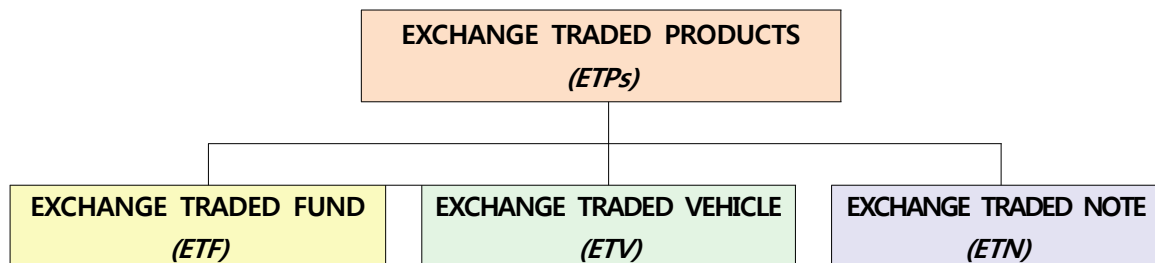 EXCHANGE TRADED PRODUCTS
(ETPs)
EXCHANGE TRADED FUND
(ETF)
EXCHANGE TRADED VEHICLE
(ETV)
EXCHANGE TRADED NOTE
(ETN)